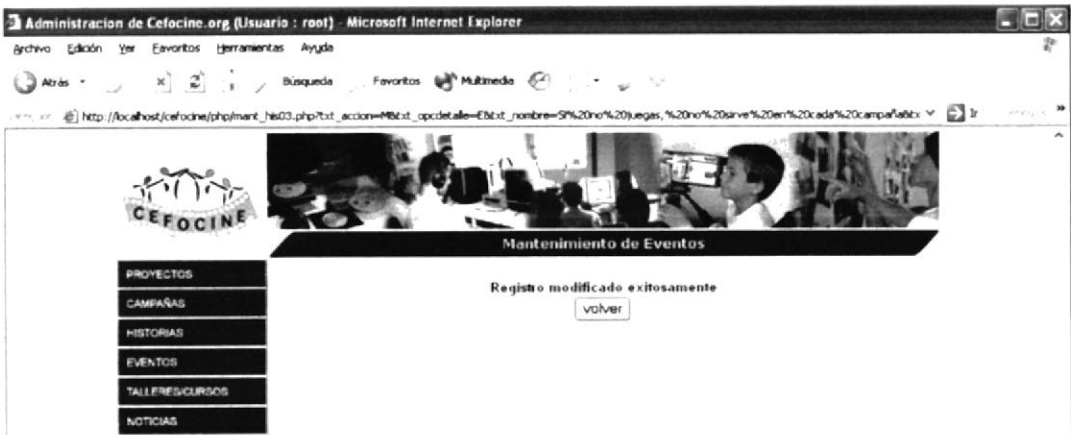 Administracion de Cefocine.org (Usuario : root) - Microsoft Internet Explorer
Archivo Edición Ver Favoritos Herramientas Ayuda
Atrás Búsqueda Favoritos Multimedia
http://localhost/cefocine/php/mant_his03.php?txt_accion=M&txt_opcdetalle=E&txt_nombre=Si%20no%20juegas,%20no%20sirve%20en%20cada%20campaña&tx Ir
CEFOCINE
Mantenimiento de Eventos
PROYECTOS
CAMPAÑAS
HISTORIAS
EVENTOS
TALLERES/CURSOS
NOTICIAS
Registro modificado exitosamente
volver